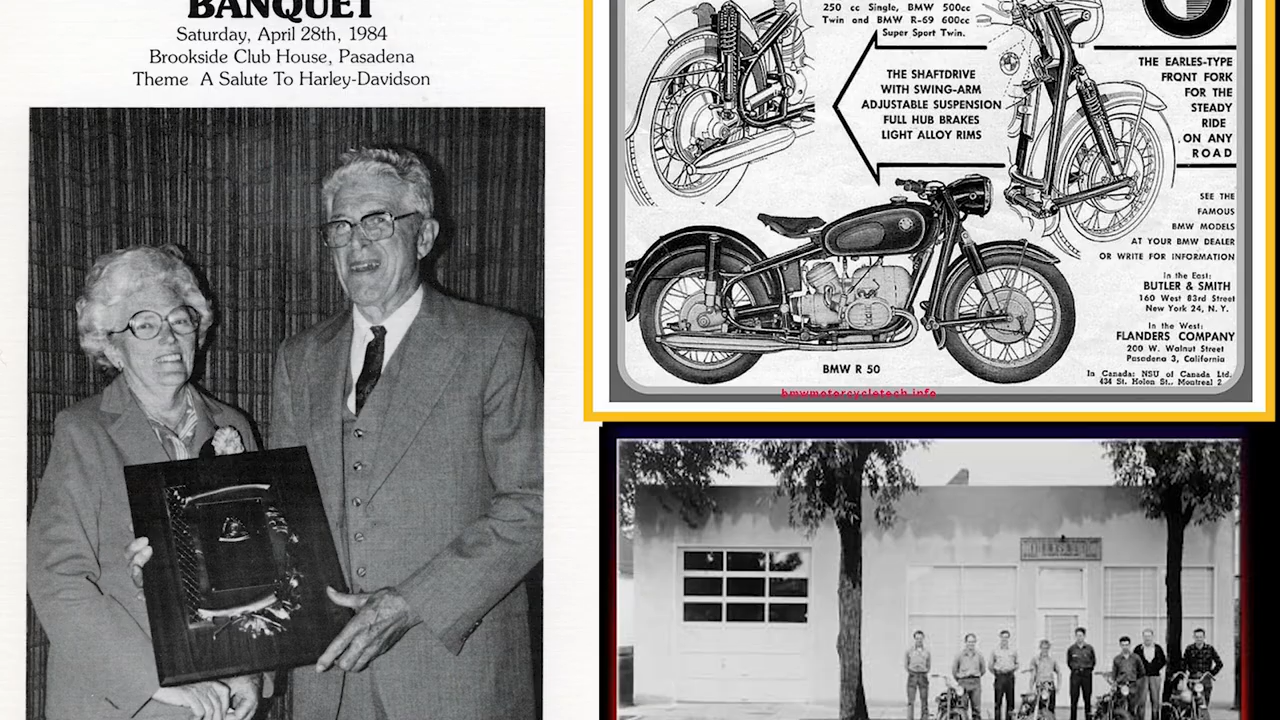 BANQUET
Saturday, April 28th, 1984
Brookside Club House, Pasadena
Theme A Salute To Harley-Davidson
250 cc Single, BMW 500cc
Twin and BMW R-69 600cc
Super Sport Twin.
THE SHAFTDRIVE
WITH SWING-ARM
ADJUSTABLE SUSPENSION
FULL HUB BRAKES
LIGHT ALLOY RIMS
THE EARLES-TYPE
FRONT FORK
FOR THE
STEADY
RIDE
ON ANY
ROAD
SEE THE
FAMOUS
BMW MODELS
AT YOUR BMW DEALER
OR WRITE FOR INFORMATION
In the East:
BUTLER & SMITH
160 West 83rd Street
New York 24, N. Y.
In the West:
FLANDERS COMPANY
200 W. Walnut Street
Pasadena 3, California
In Canada: NSU of Canada Ltd.
434 St. Helen St., Montreal 2
BMW R 50
bmwmotorcycletech.info